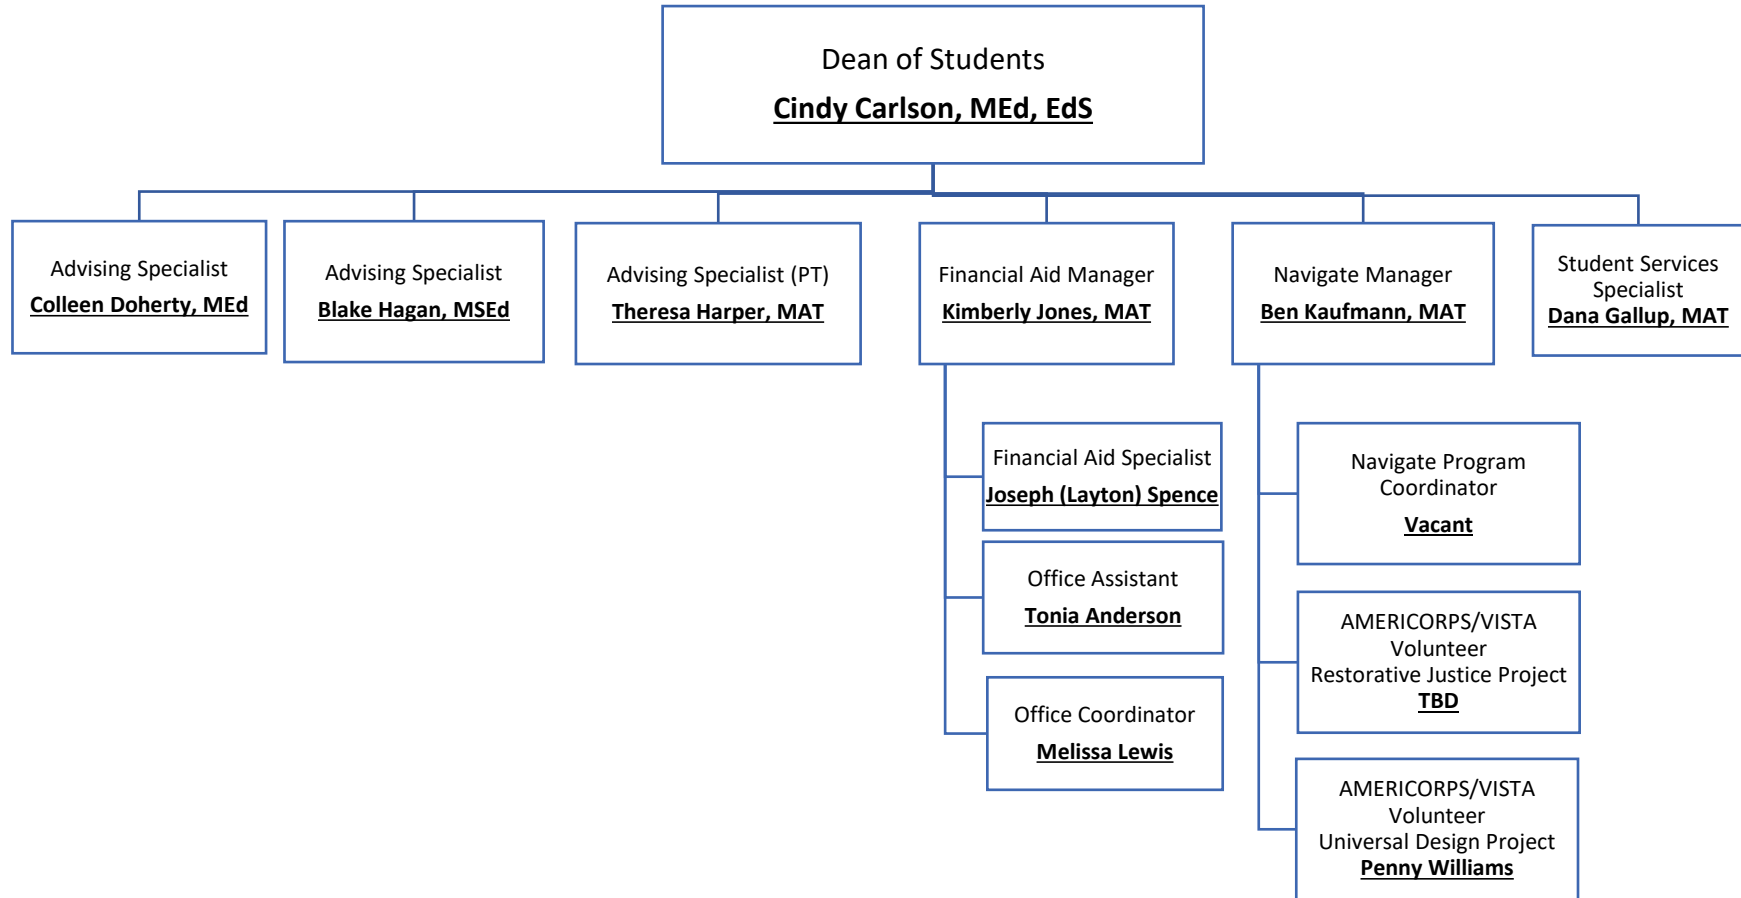 Dean of Students
Cindy Carlson, MEd, EdS
Advising Specialist
Colleen Doherty, MEd
Advising Specialist
Blake Hagan, MSEd
Advising Specialist (PT)
Theresa Harper, MAT
Financial Aid Manager
Kimberly Jones, MAT
Navigate Manager
Ben Kaufmann, MAT
Student Services
Specialist
Dana Gallup, MAT
Financial Aid Specialist
Joseph (Layton) Spence
Office Assistant
Tonia Anderson
Office Coordinator
Melissa Lewis
Navigate Program
Coordinator
Vacant
AMERICORPS/VISTA
Volunteer
Restorative Justice Project
TBD
AMERICORPS/VISTA
Volunteer
Universal Design Project
Penny Williams